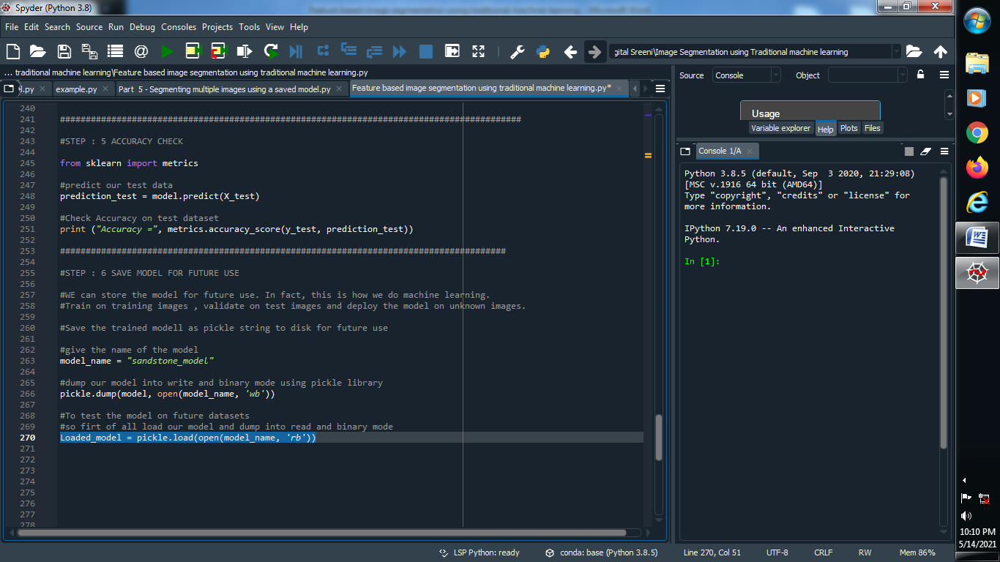 Spyder (Python 3.8)
File Edit Search Source Run Debug Consoles Projects Tools View Help
gital Sreeni\Image Segmentation using Traditional machine learning
... traditional machine learning\Feature based image segmentation using traditional machine learning.py
example.py
Part 5 - Segmenting multiple images using a saved model.py
Feature based image segmentation using traditional machine learning.py*
240
241 ##########################################################################################
242
243 #STEP : 5 ACCURACY CHECK
244
245 from sklearn import metrics
246
247 #predict our test data
248 prediction_test = model.predict(X_test)
249
250 #Check Accuracy on test dataset
251 print ("Accuracy =", metrics.accuracy_score(y_test, prediction_test))
252
253 #######################################################################################
254
255 #STEP : 6 SAVE MODEL FOR FUTURE USE
256
257 #WE can store the model for future use. In fact, this is how we do machine learning.
258 #Train on training images , validate on test images and deploy the model on unknown images.
259
260 #Save the trained modell as pickle string to disk for future use
261
262 #give the name of the model
263 model_name = "sandstone_model"
264
265 #dump our model into write and binary mode using pickle library
266 pickle.dump(model, open(model_name, 'wb'))
267
268 #To test the model on future datasets
269 #so firt of all load our model and dump into read and binary mode
270 Loaded_model = pickle.load(open(model_name, 'rb'))
271
272
273
274
275
276
277
278
Source Console Object
Usage
Variable explorer Help Plots Files
Console 1/A
Python 3.8.5 (default, Sep  3 2020, 21:29:08)
[MSC v.1916 64 bit (AMD64)]
Type "copyright", "credits" or "license" for
more information.
IPython 7.19.0 -- An enhanced Interactive
Python.
In [1]:
LSP Python: ready conda: base (Python 3.8.5) Line 270, Col 51 UTF-8 CRLF RW Mem 86%
10:10 PM
5/14/2021